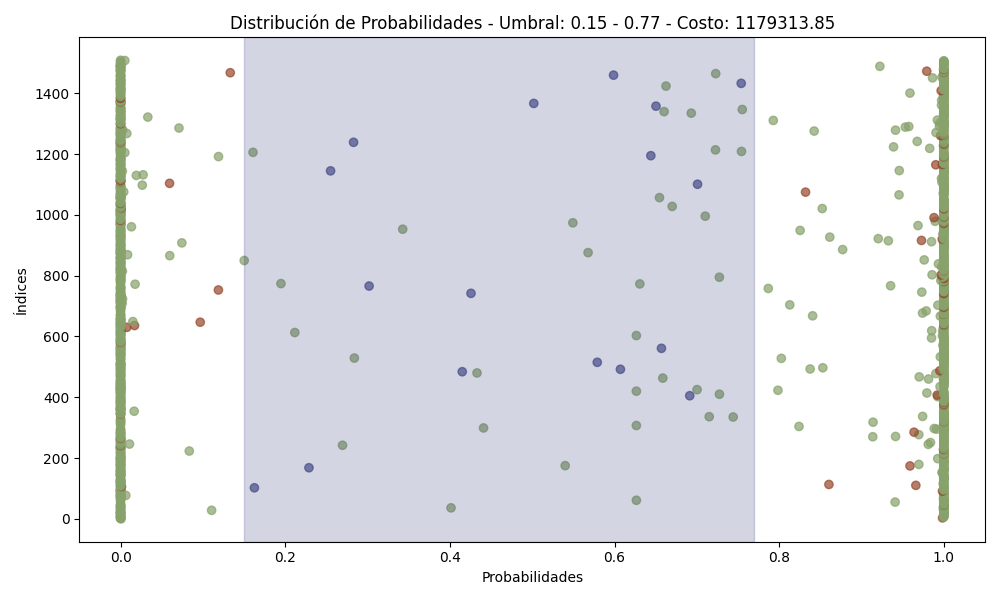 Distribución de Probabilidades - Umbral: 0.15 - 0.77 - Costo: 1179313.85
Índices
1400
1200
1000
800
600
400
200
0
0.0 0.2 0.4 0.6 0.8 1.0
Probabilidades